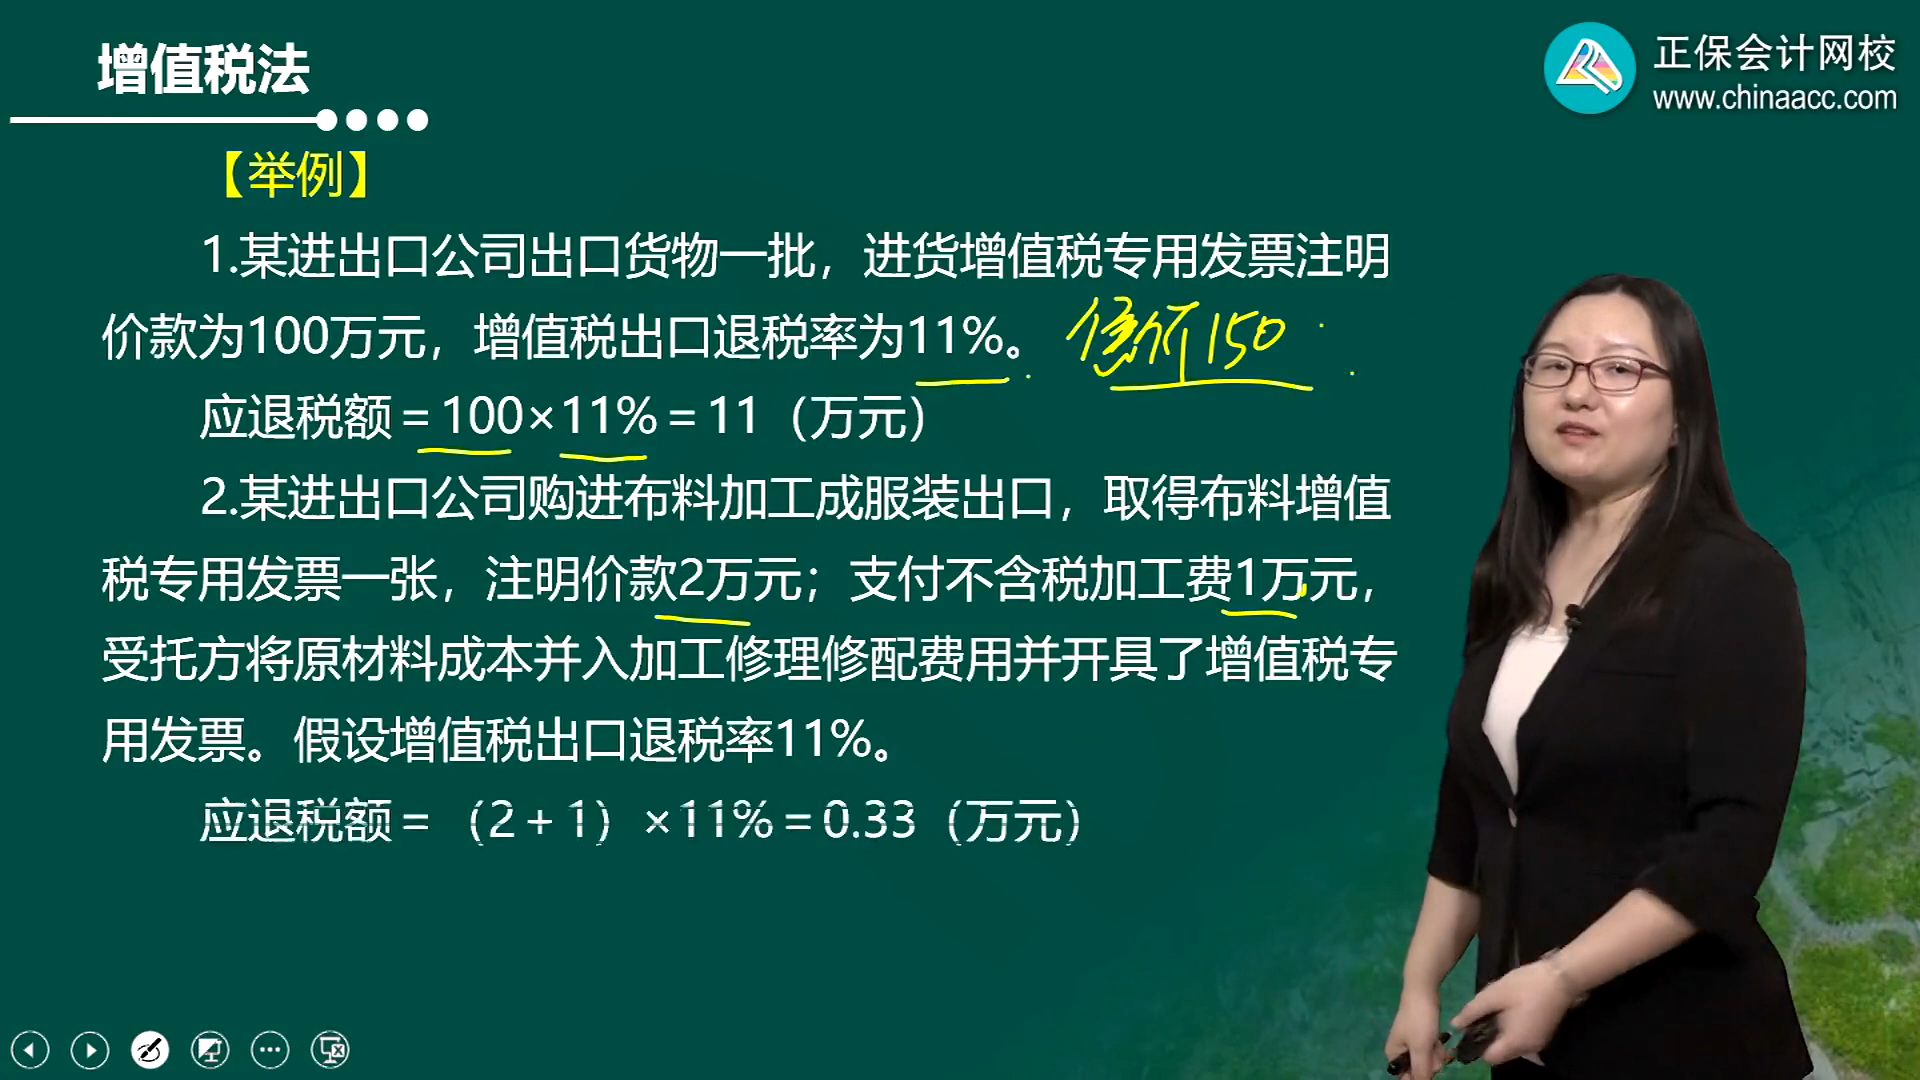 增值税法
正保会计网校
www.chinaacc.com
【举例】
1.某进出口公司出口货物一批，进货增值税专用发票注明
价款为100万元，增值税出口退税率为11%。
离岸价150
应退税额＝100×11%＝11（万元）
2.某进出口公司购进布料加工成服装出口，取得布料增值
税专用发票一张，注明价款2万元；支付不含税加工费1万元，
受托方将原材料成本并入加工修理修配费用并开具了增值税专
用发票。假设增值税出口退税率11%。
应退税额＝（2＋1）×11%＝0.33（万元）